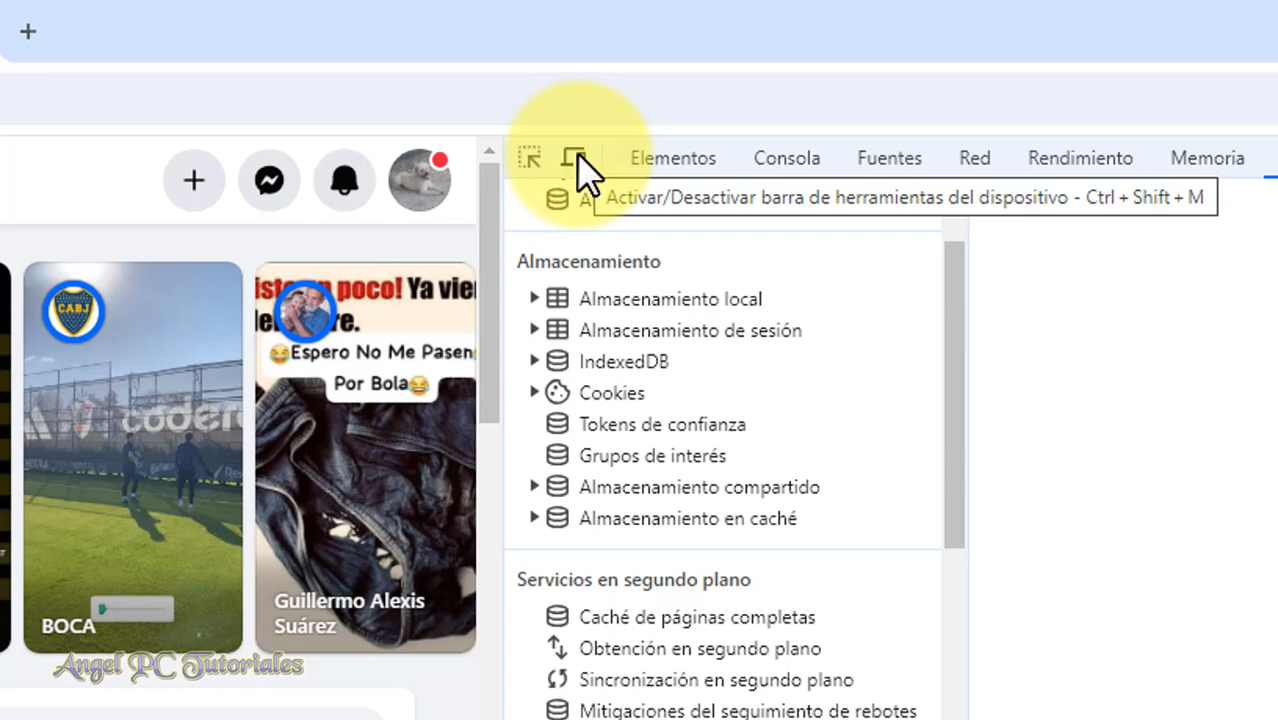 Elementos
Consola
Fuentes
Red
Rendimiento
Memoria
A
Activar/Desactivar barra de herramientas del dispositivo - Ctrl + Shift + M
Almacenamiento
Almacenamiento local
Almacenamiento de sesión
IndexedDB
Cookies
Tokens de confianza
Grupos de interés
Almacenamiento compartido
Almacenamiento en caché
Servicios en segundo plano
Caché de páginas completas
Obtención en segundo plano
Sincronización en segundo plano
Mitigaciones del seguimiento de rebotes
CABJ
BOCA
poco! Ya
Espero No Me Pasen
Por Bola
Guillermo Alexis
Suárez
Angel PC Tutoriales